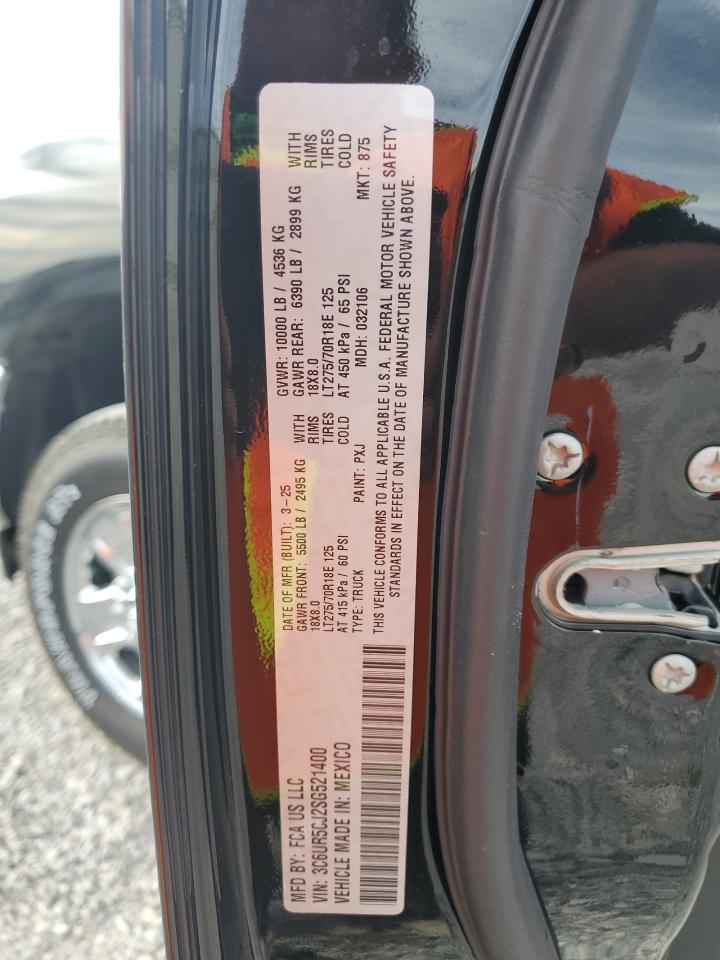 MFD BY: FCA US LLC
DATE OF MFR (BUILT): 3-25
GVWR: 10000 LB / 4536 KG
VIN: 3C6UR5CJ2SG521400
GAWR FRONT: 5500 LB / 2495 KG WITH
GAWR REAR: 6390 LB / 2899 KG WITH
VEHICLE MADE IN: MEXICO
18X8.0 RIMS
18X8.0 RIMS
LT275/70R18E 125 TIRES
LT275/70R18E 125 TIRES
AT 415 kPa / 60 PSI COLD
AT 450 kPa / 65 PSI COLD
TYPE: TRUCK PAINT: PXJ MDH: 032106 MKT: 875
THIS VEHICLE CONFORMS TO ALL APPLICABLE U.S.A. FEDERAL MOTOR VEHICLE SAFETY
STANDARDS IN EFFECT ON THE DATE OF MANUFACTURE SHOWN ABOVE.